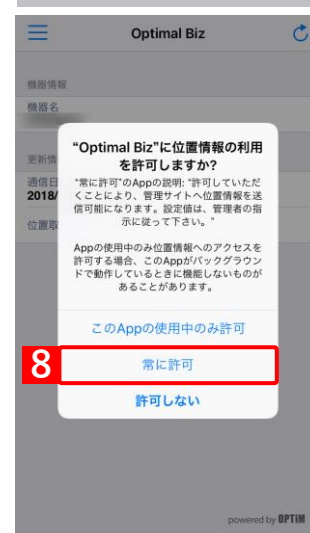 Optimal Biz
機器情報
機器名
"Optimal Biz"に位置情報の利用
を許可しますか?
更新情
"常に許可"のAppの説明: "許可していただ
くことにより、管理サイトへ位置情報を送
信可能になります。設定値は、管理者の指
示に従って下さい。"
通信日
2018/
位置取
Appの使用中のみ位置情報へのアクセスを
許可する場合、このAppがバックグラウン
ドで動作しているときに機能しないものが
あることがあります。
このAppの使用中のみ許可
8
常に許可
許可しない
powered by OPTiM